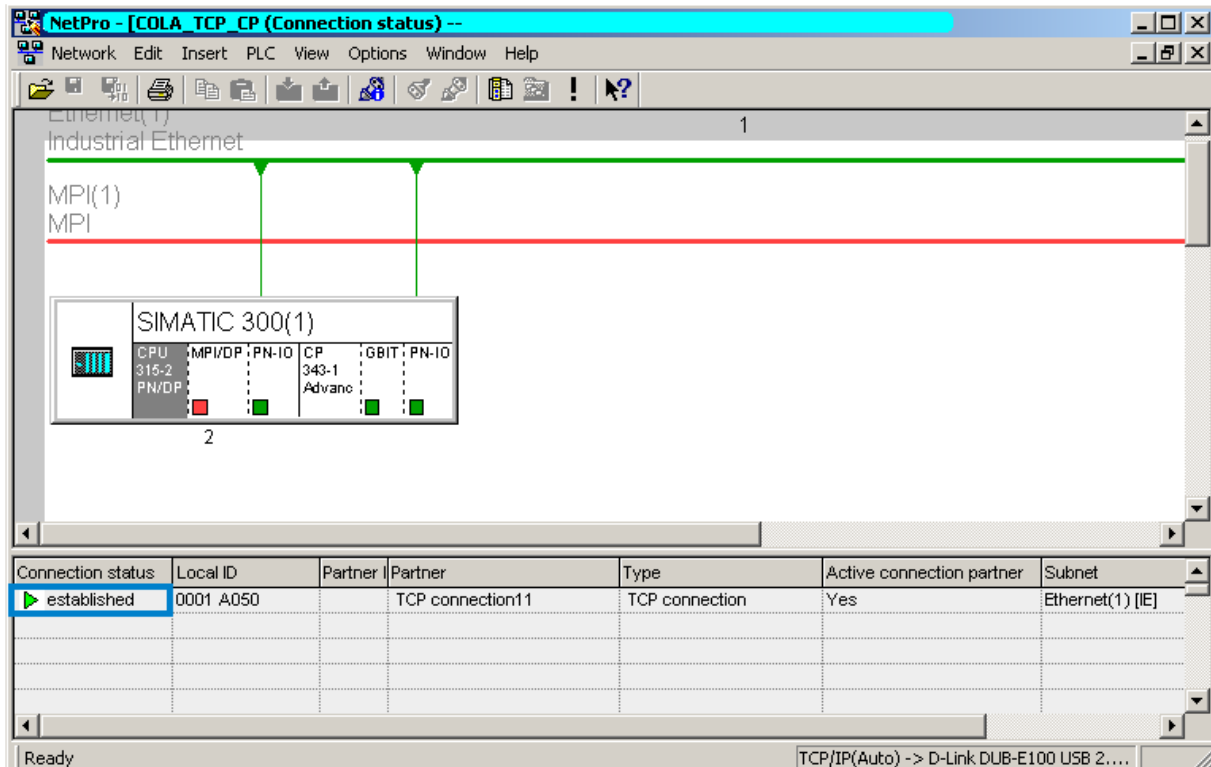 NetPro - [COLA_TCP_CP (Connection status) --
Network Edit Insert PLC View Options Window Help
Ethernet(1)
Industrial Ethernet
1
MPI(1)
MPI
SIMATIC 300(1)
CPU 315-2 PN/DP
MPI/DP
PN-IO
CP 343-1 Advanc
GBIT
PN-IO
2
Connection status Local ID Partner I Partner Type Active connection partner Subnet
established 0001 A050 TCP connection11 TCP connection Yes Ethernet(1) [IE]
Ready TCP/IP(Auto) -> D-Link DUB-E100 USB 2....